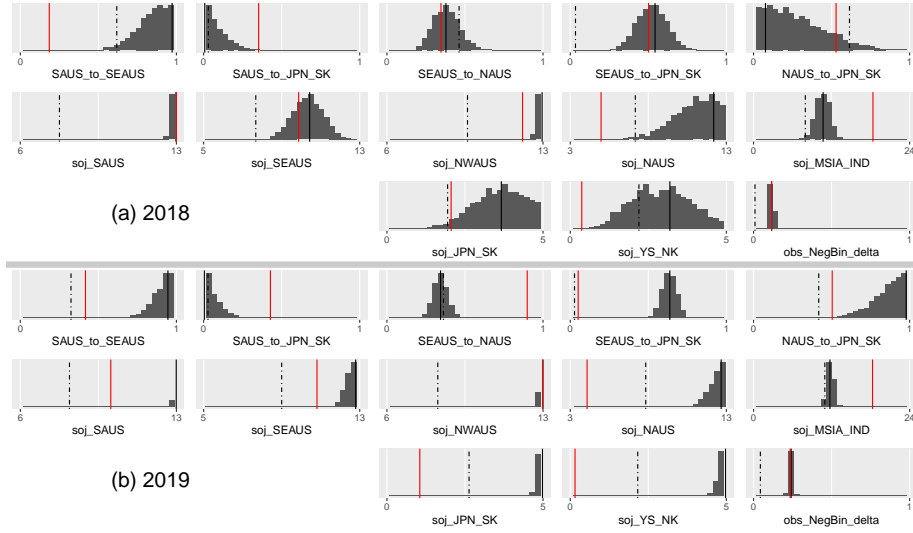 0 1 0 1 0 1 0 1 0 1
SAUS_to_SEAUS SAUS_to_JPN_SK SEAUS_to_NAUS SEAUS_to_JPN_SK NAUS_to_JPN_SK
6 13 5 13 6 13 3 13 0 24
soj_SAUS soj_SEAUS soj_NWAUS soj_NAUS soj_MSIA_IND
(a) 2018
0 5 0 5 0 1
soj_JPN_SK soj_YS_NK obs_NegBin_delta
0 1 0 1 0 1 0 1 0 1
SAUS_to_SEAUS SAUS_to_JPN_SK SEAUS_to_NAUS SEAUS_to_JPN_SK NAUS_to_JPN_SK
6 13 5 13 6 13 3 13 0 24
soj_SAUS soj_SEAUS soj_NWAUS soj_NAUS soj_MSIA_IND
(b) 2019
0 5 0 5 0 1
soj_JPN_SK soj_YS_NK obs_NegBin_delta